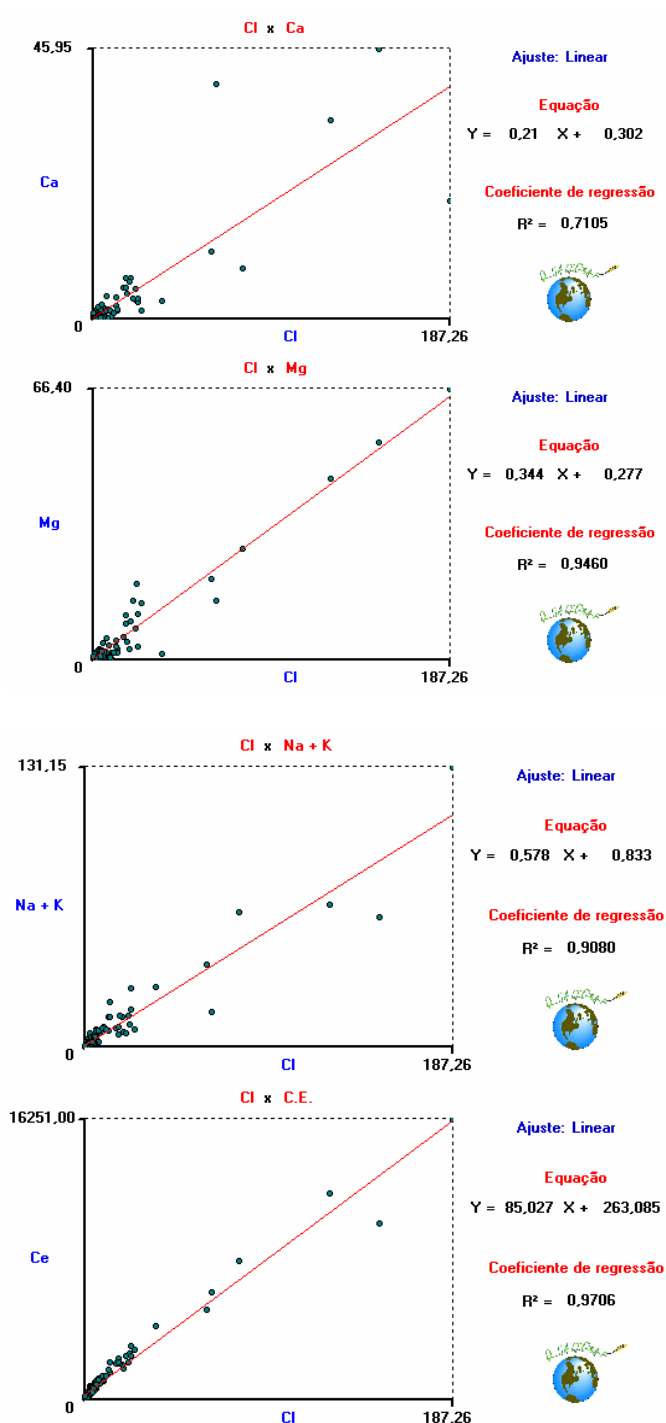 Cl x Ca
45,95
Ajuste: Linear
Equação
Y = 0,21 X + 0,302
Ca
Coeficiente de regressão
R² = 0,7105
0
Cl
187,26
Cl x Mg
66,40
Ajuste: Linear
Equação
Y = 0,344 X + 0,277
Mg
Coeficiente de regressão
R² = 0,9460
0
Cl
187,26
Cl x Na + K
131,15
Ajuste: Linear
Equação
Y = 0,578 X + 0,833
Na + K
Coeficiente de regressão
R² = 0,9080
0
Cl
187,26
Cl x C.E.
16251,00
Ajuste: Linear
Equação
Y = 85,027 X + 263,085
Ce
Coeficiente de regressão
R² = 0,9706
0
Cl
187,26